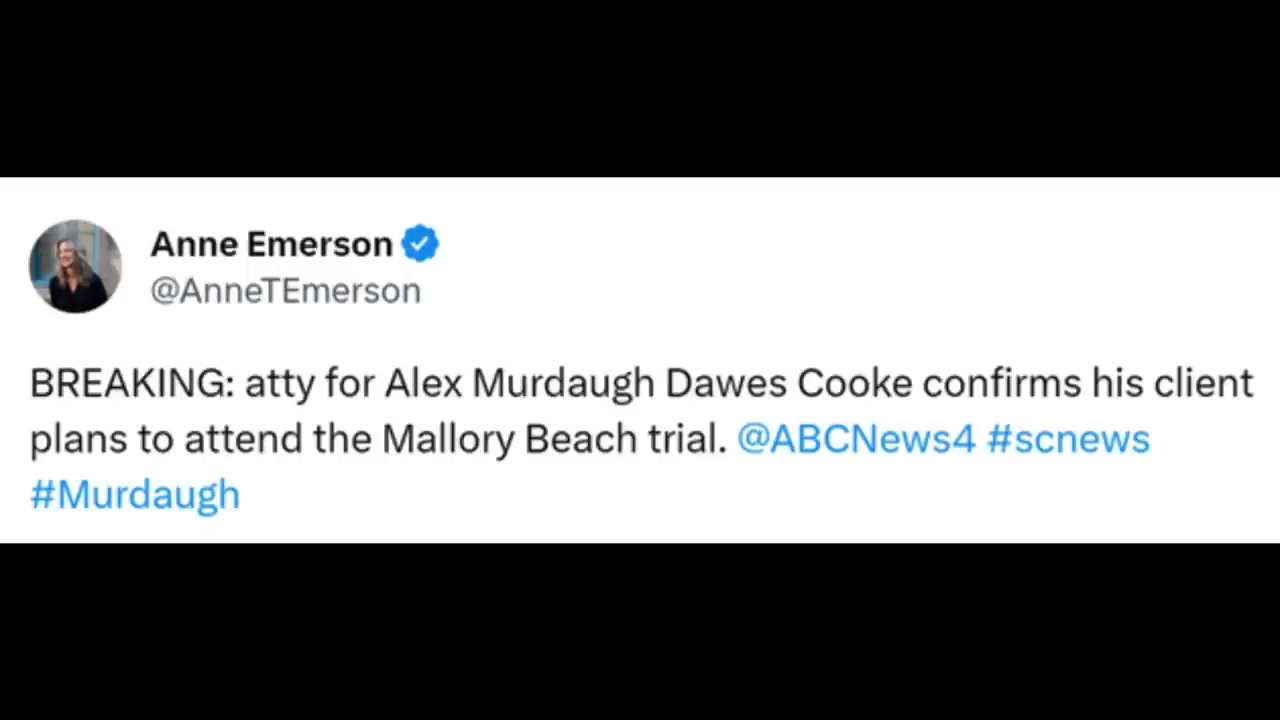 Anne Emerson
@AnneTEmerson
BREAKING: atty for Alex Murdaugh Dawes Cooke confirms his client
plans to attend the Mallory Beach trial. @ABCNews4 #scnews
#Murdaugh